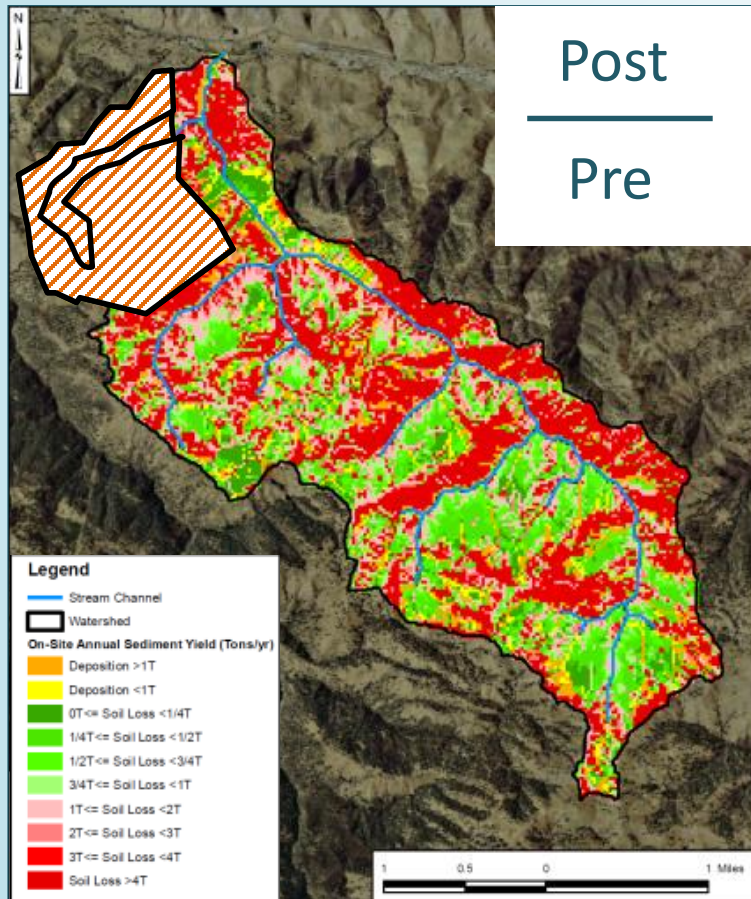 N
Post
Pre
Legend
Stream Channel
Watershed
On-Site Annual Sediment Yield (Tons/yr)
Deposition >1T
Deposition <1T
0T<= Soil Loss <1/4T
1/4T<= Soil Loss <1/2T
1/2T<= Soil Loss <3/4T
3/4T<= Soil Loss <1T
1T<= Soil Loss <2T
2T<= Soil Loss <3T
3T<= Soil Loss <4T
Soil Loss >4T
1 0.5 0 1 Miles